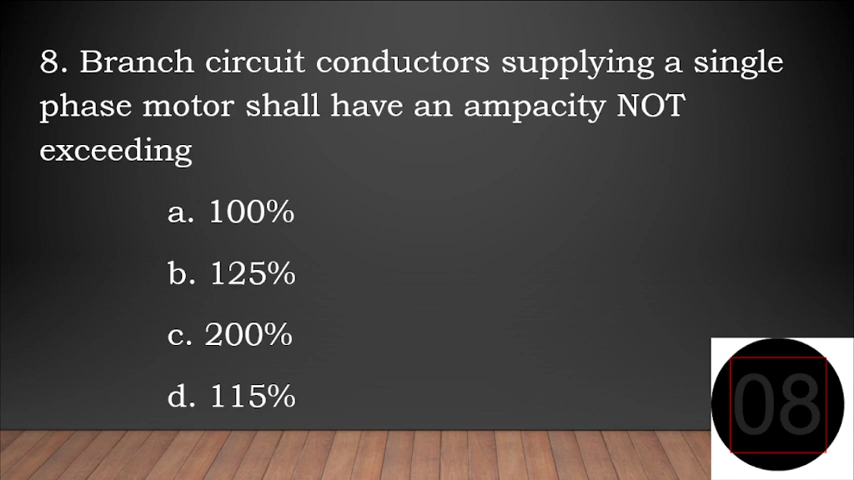 8. Branch circuit conductors supplying a single
phase motor shall have an ampacity NOT
exceeding
a. 100%
b. 125%
c. 200%
d. 115%
08